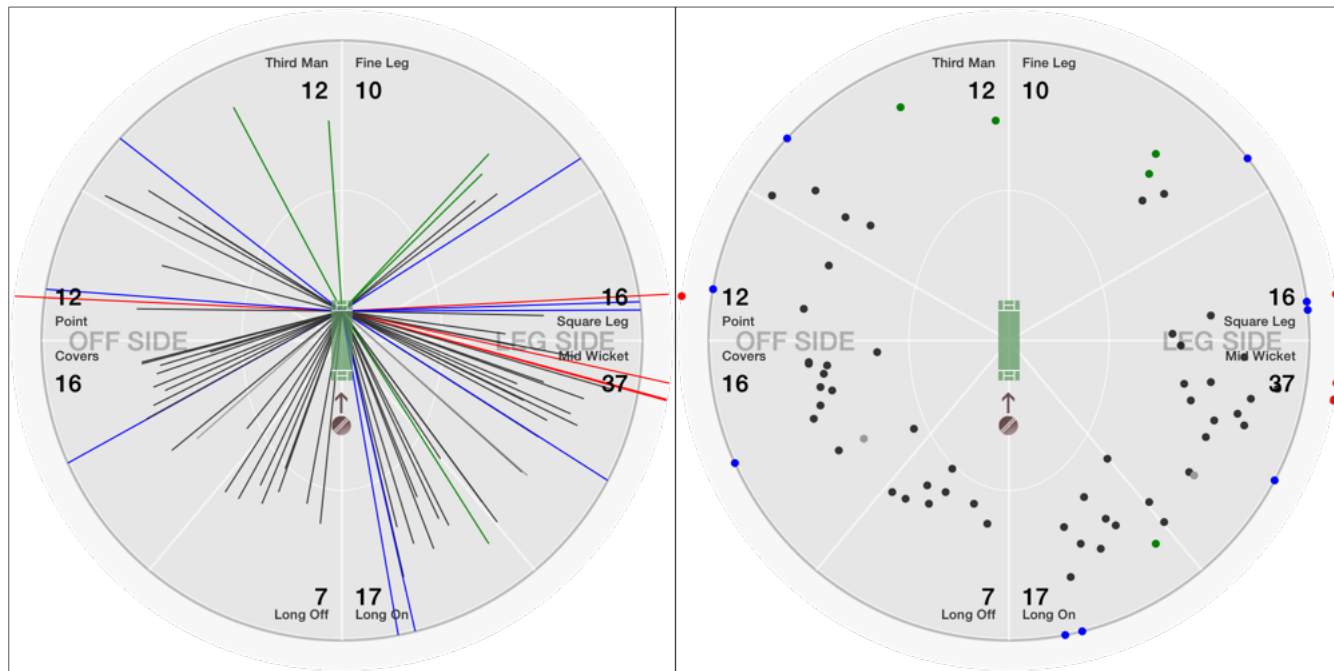 Third Man Fine Leg
12 10
12 16
Point Square Leg
OFF SIDE LEG SIDE
Covers Mid Wicket
16 37
7 17
Long Off Long On
Third Man Fine Leg
12 10
12 16
Point Square Leg
OFF SIDE LEG SIDE
Covers Mid Wicket
16 37
7 17
Long Off Long On